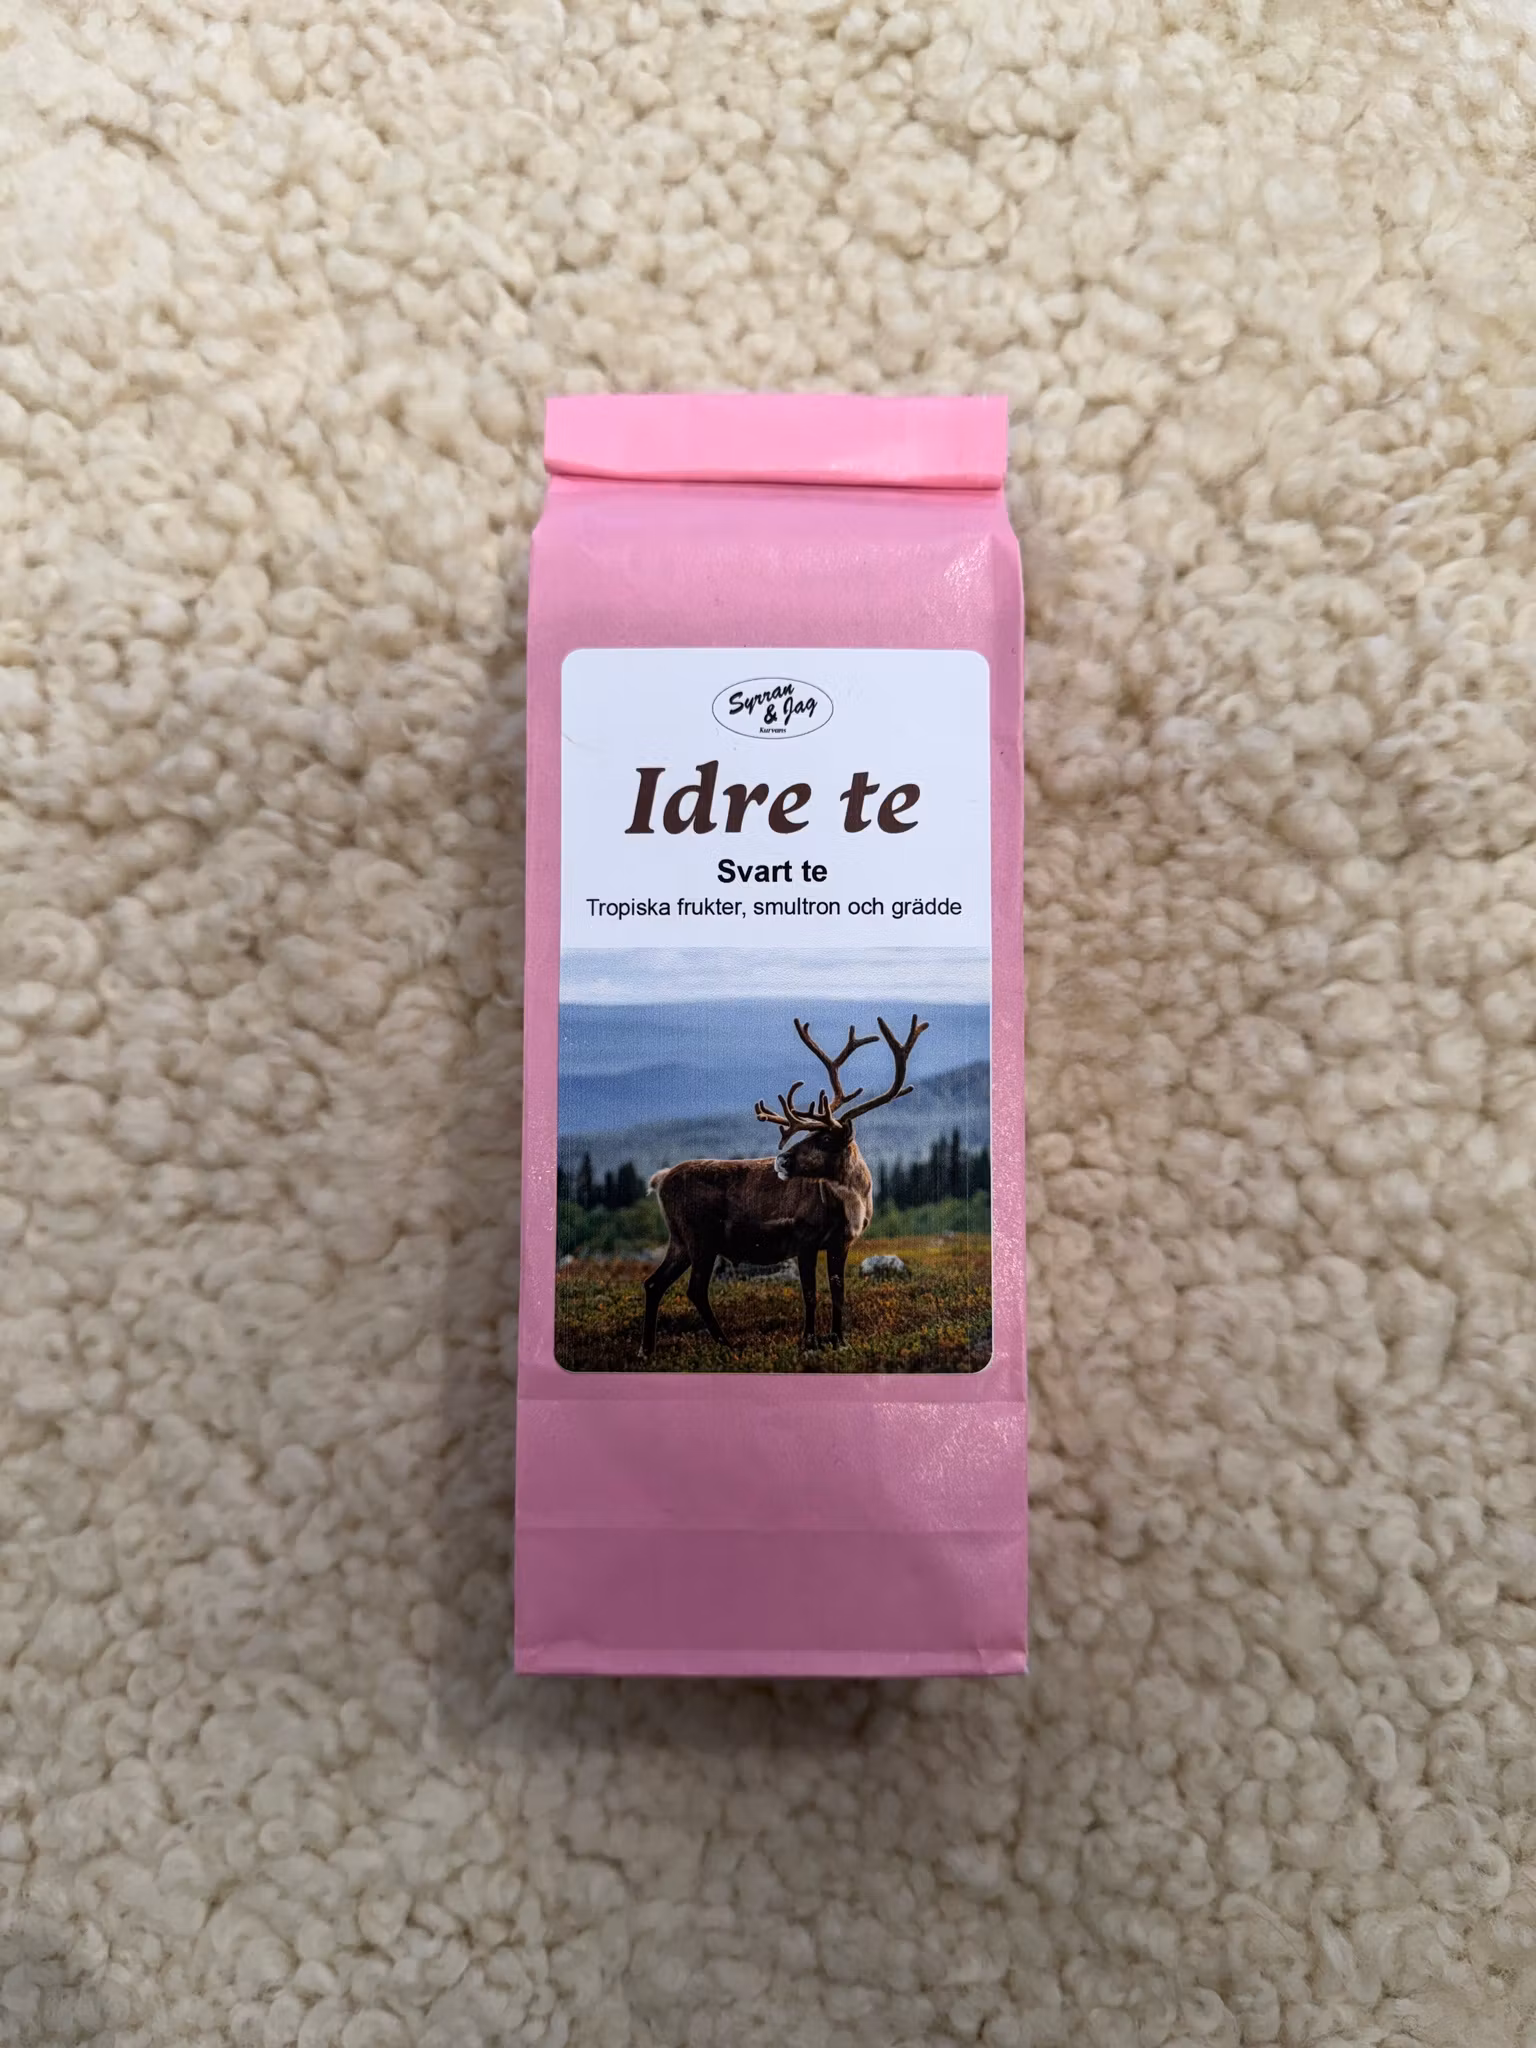 Syrran
& Jag
Idre te
Svart te
Tropiska frukter, smultron och grädde